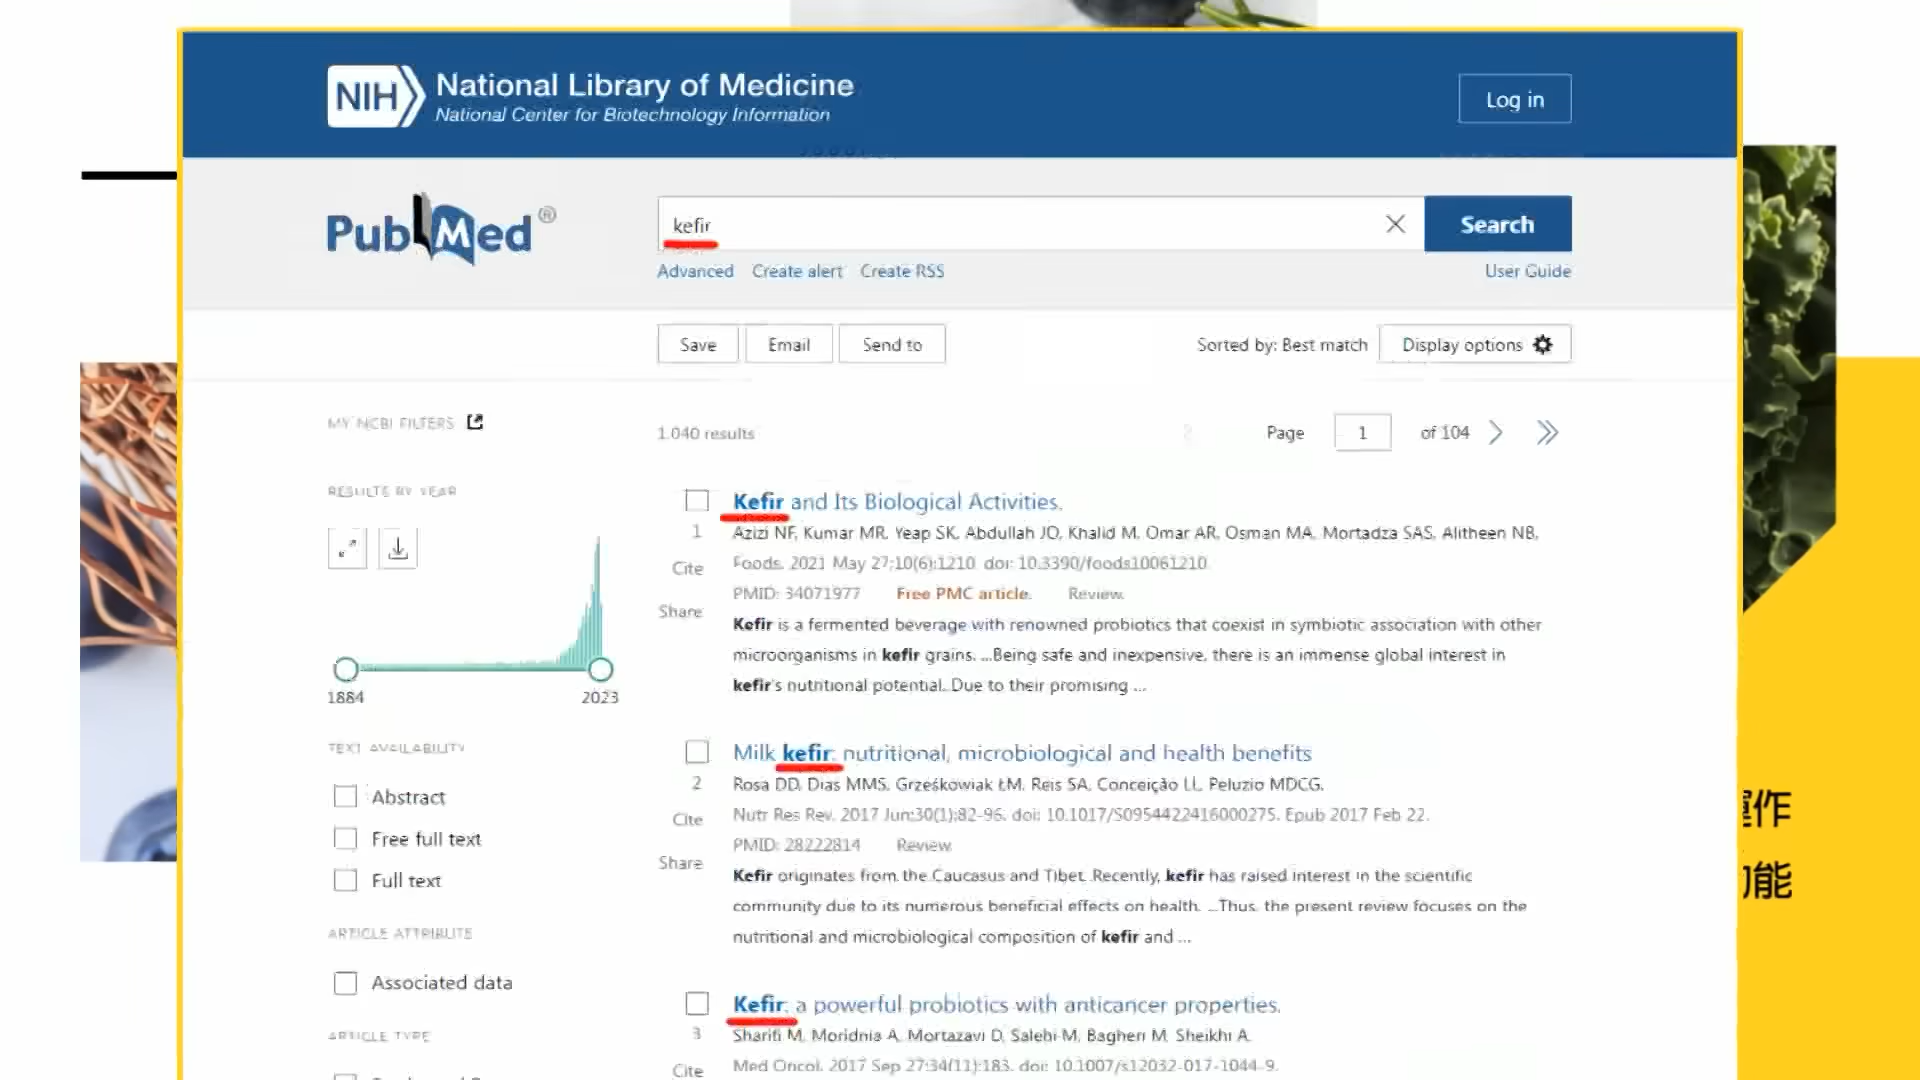 NIH National Library of Medicine
National Center for Biotechnology Information
Log in
PubMed®
kefir
Search
Advanced Create alert Create RSS
User Guide
Save Email Send to
Sorted by: Best match Display options
MY NCBI FILTERS
1,040 results
Page 1 of 104
RESULTS BY YEAR
1884 2023
TEXT AVAILABILITY
Abstract
Free full text
Full text
ARTICLE ATTRIBUTE
Associated data
ARTICLE TYPE
Kefir and Its Biological Activities.
1
Azizi NF, Kumar MR, Yeap SK, Abdullah JO, Khalid M, Omar AR, Osman MA, Mortadza SAS, Alitheen NB.
Cite
Foods. 2021 May 27;10(6):1210. doi: 10.3390/foods10061210.
PMID: 34071977 Free PMC article. Review.
Share
Kefir is a fermented beverage with renowned probiotics that coexist in symbiotic association with other
microorganisms in kefir grains. ...Being safe and inexpensive, there is an immense global interest in
kefir's nutritional potential. Due to their promising ...
Milk kefir: nutritional, microbiological and health benefits
2
Rosa DD, Dias MMS, Grześkowiak ŁM, Reis SA, Conceição LL, Peluzio MDCG.
Cite
Nutr Res Rev. 2017 Jun;30(1):82-96. doi: 10.1017/S0954422416000275. Epub 2017 Feb 22.
PMID: 28222814 Review.
Share
Kefir originates from the Caucasus and Tibet. Recently, kefir has raised interest in the scientific
community due to its numerous beneficial effects on health. ...Thus, the present review focuses on the
nutritional and microbiological composition of kefir and ...
Kefir: a powerful probiotics with anticancer properties.
3
Sharifi M, Moridnia A, Mortazavi D, Salehi M, Bagheri M, Sheikhi A.
Cite
Med Oncol. 2017 Sep 27;34(11):183. doi: 10.1007/s12032-017-1044-9.
作
能